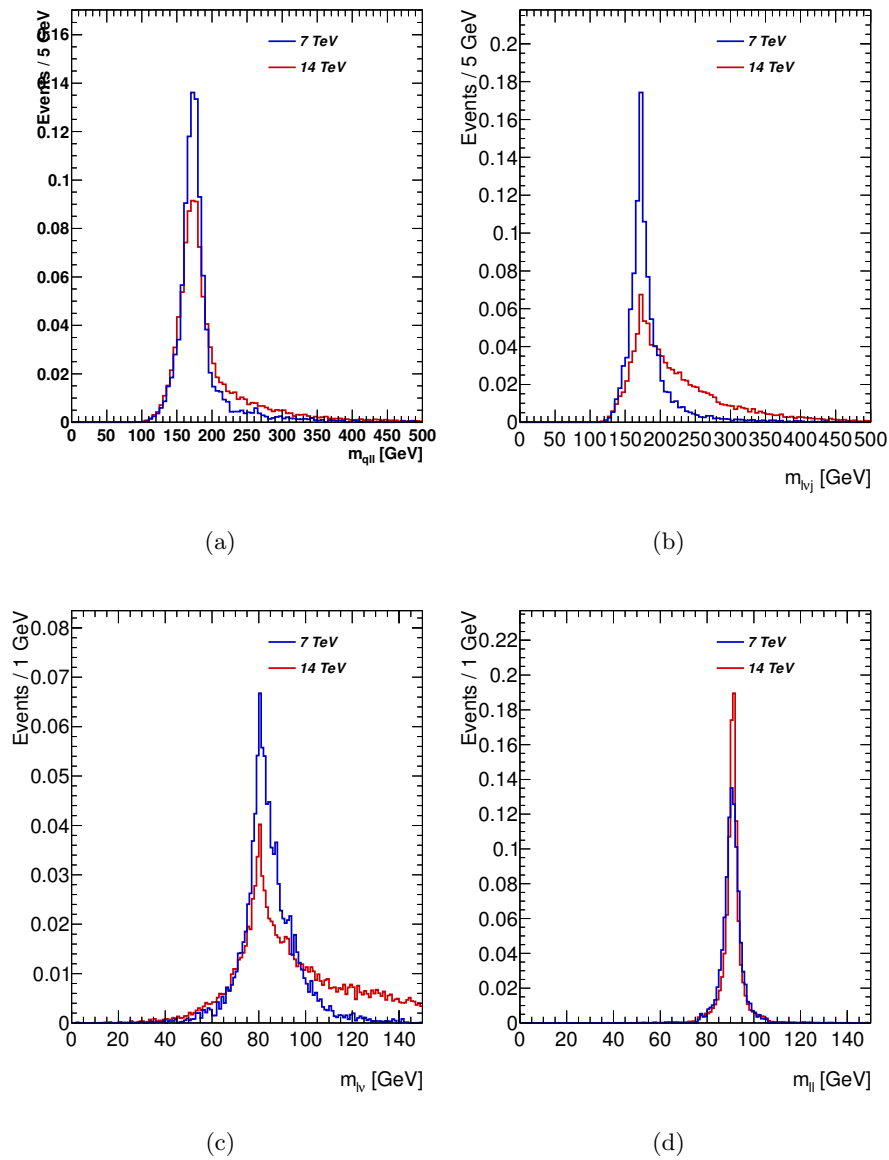 Events / 5 GeV
0.16
0.14
0.12
0.1
0.08
0.06
0.04
0.02
0
7 TeV
14 TeV
0 50 100 150 200 250 300 350 400 450 500
m_qll [GeV]
(a)
Events / 5 GeV
0.2
0.18
0.16
0.14
0.12
0.1
0.08
0.06
0.04
0.02
0
7 TeV
14 TeV
0 50 100 150 200 250 300 350 400 450 500
m_lνj [GeV]
(b)
Events / 1 GeV
0.08
0.07
0.06
0.05
0.04
0.03
0.02
0.01
0
7 TeV
14 TeV
0 20 40 60 80 100 120 140
m_lν [GeV]
(c)
Events / 1 GeV
0.22
0.2
0.18
0.16
0.14
0.12
0.1
0.08
0.06
0.04
0.02
0
7 TeV
14 TeV
0 20 40 60 80 100 120 140
m_ll [GeV]
(d)